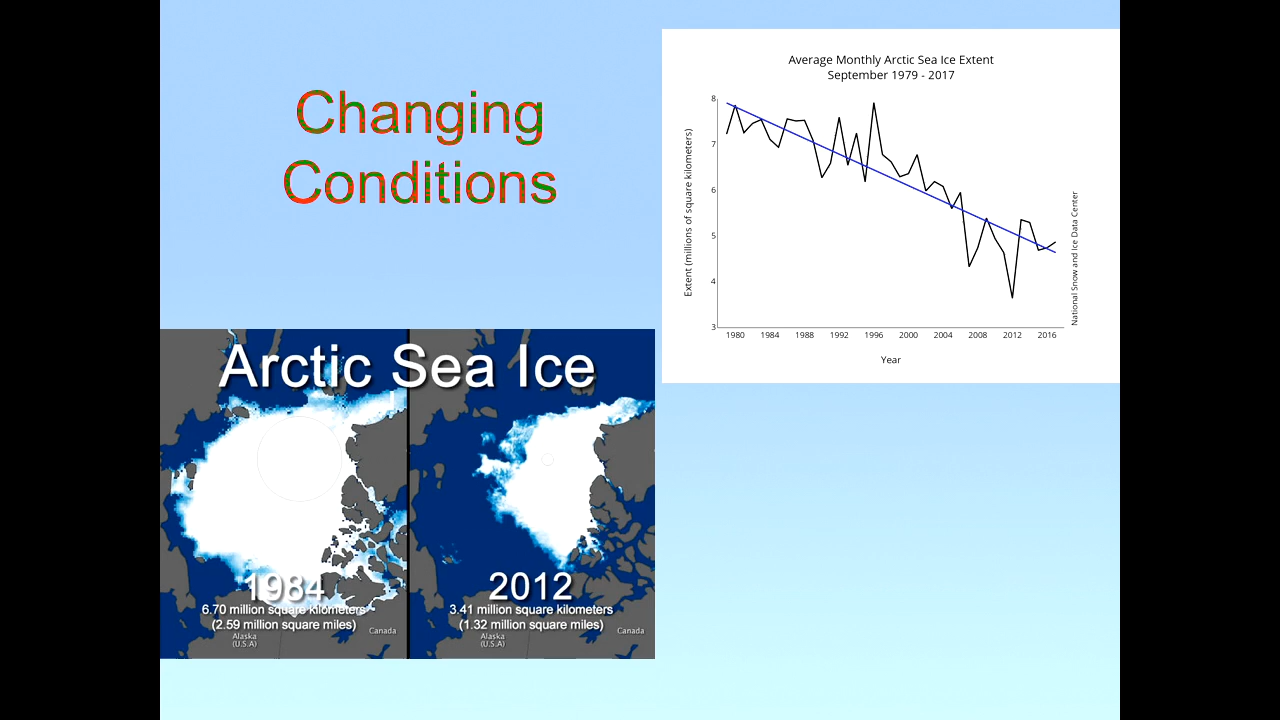 Changing
Conditions
Average Monthly Arctic Sea Ice Extent
September 1979 - 2017
Extent (millions of square kilometers)
8
7
6
5
4
3
1980 1984 1988 1992 1996 2000 2004 2008 2012 2016
Year
National Snow and Ice Data Center
Arctic Sea Ice
1984
6.70 million square kilometers
(2.59 million square miles)
Alaska
(U.S.A)
Canada
2012
3.41 million square kilometers
(1.32 million square miles)
Alaska
(U.S.A)
Canada